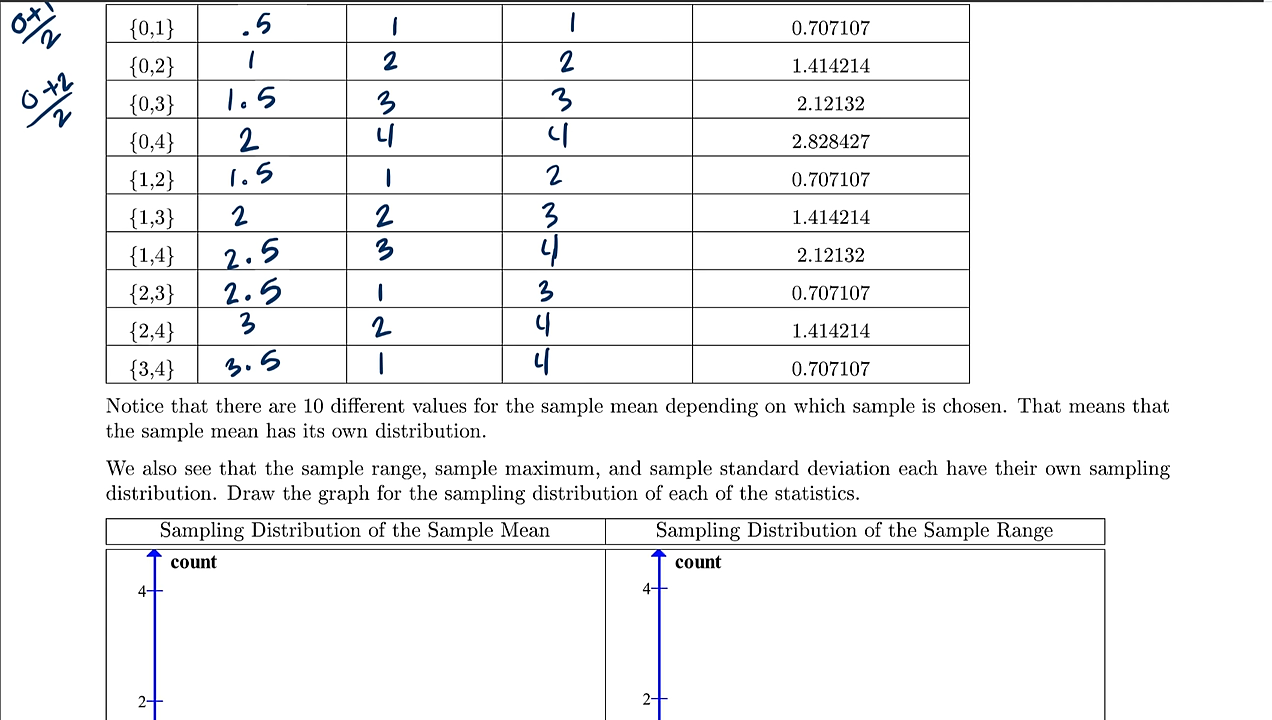 0+1/2
0+2/2
{0,1} .5 1 1 0.707107
{0,2} 1 2 2 1.414214
{0,3} 1.5 3 3 2.12132
{0,4} 2 4 4 2.828427
{1,2} 1.5 1 2 0.707107
{1,3} 2 2 3 1.414214
{1,4} 2.5 3 4 2.12132
{2,3} 2.5 1 3 0.707107
{2,4} 3 2 4 1.414214
{3,4} 3.5 1 4 0.707107
Notice that there are 10 different values for the sample mean depending on which sample is chosen. That means that
the sample mean has its own distribution.
We also see that the sample range, sample maximum, and sample standard deviation each have their own sampling
distribution. Draw the graph for the sampling distribution of each of the statistics.
Sampling Distribution of the Sample Mean Sampling Distribution of the Sample Range
count count
4 4
2 2